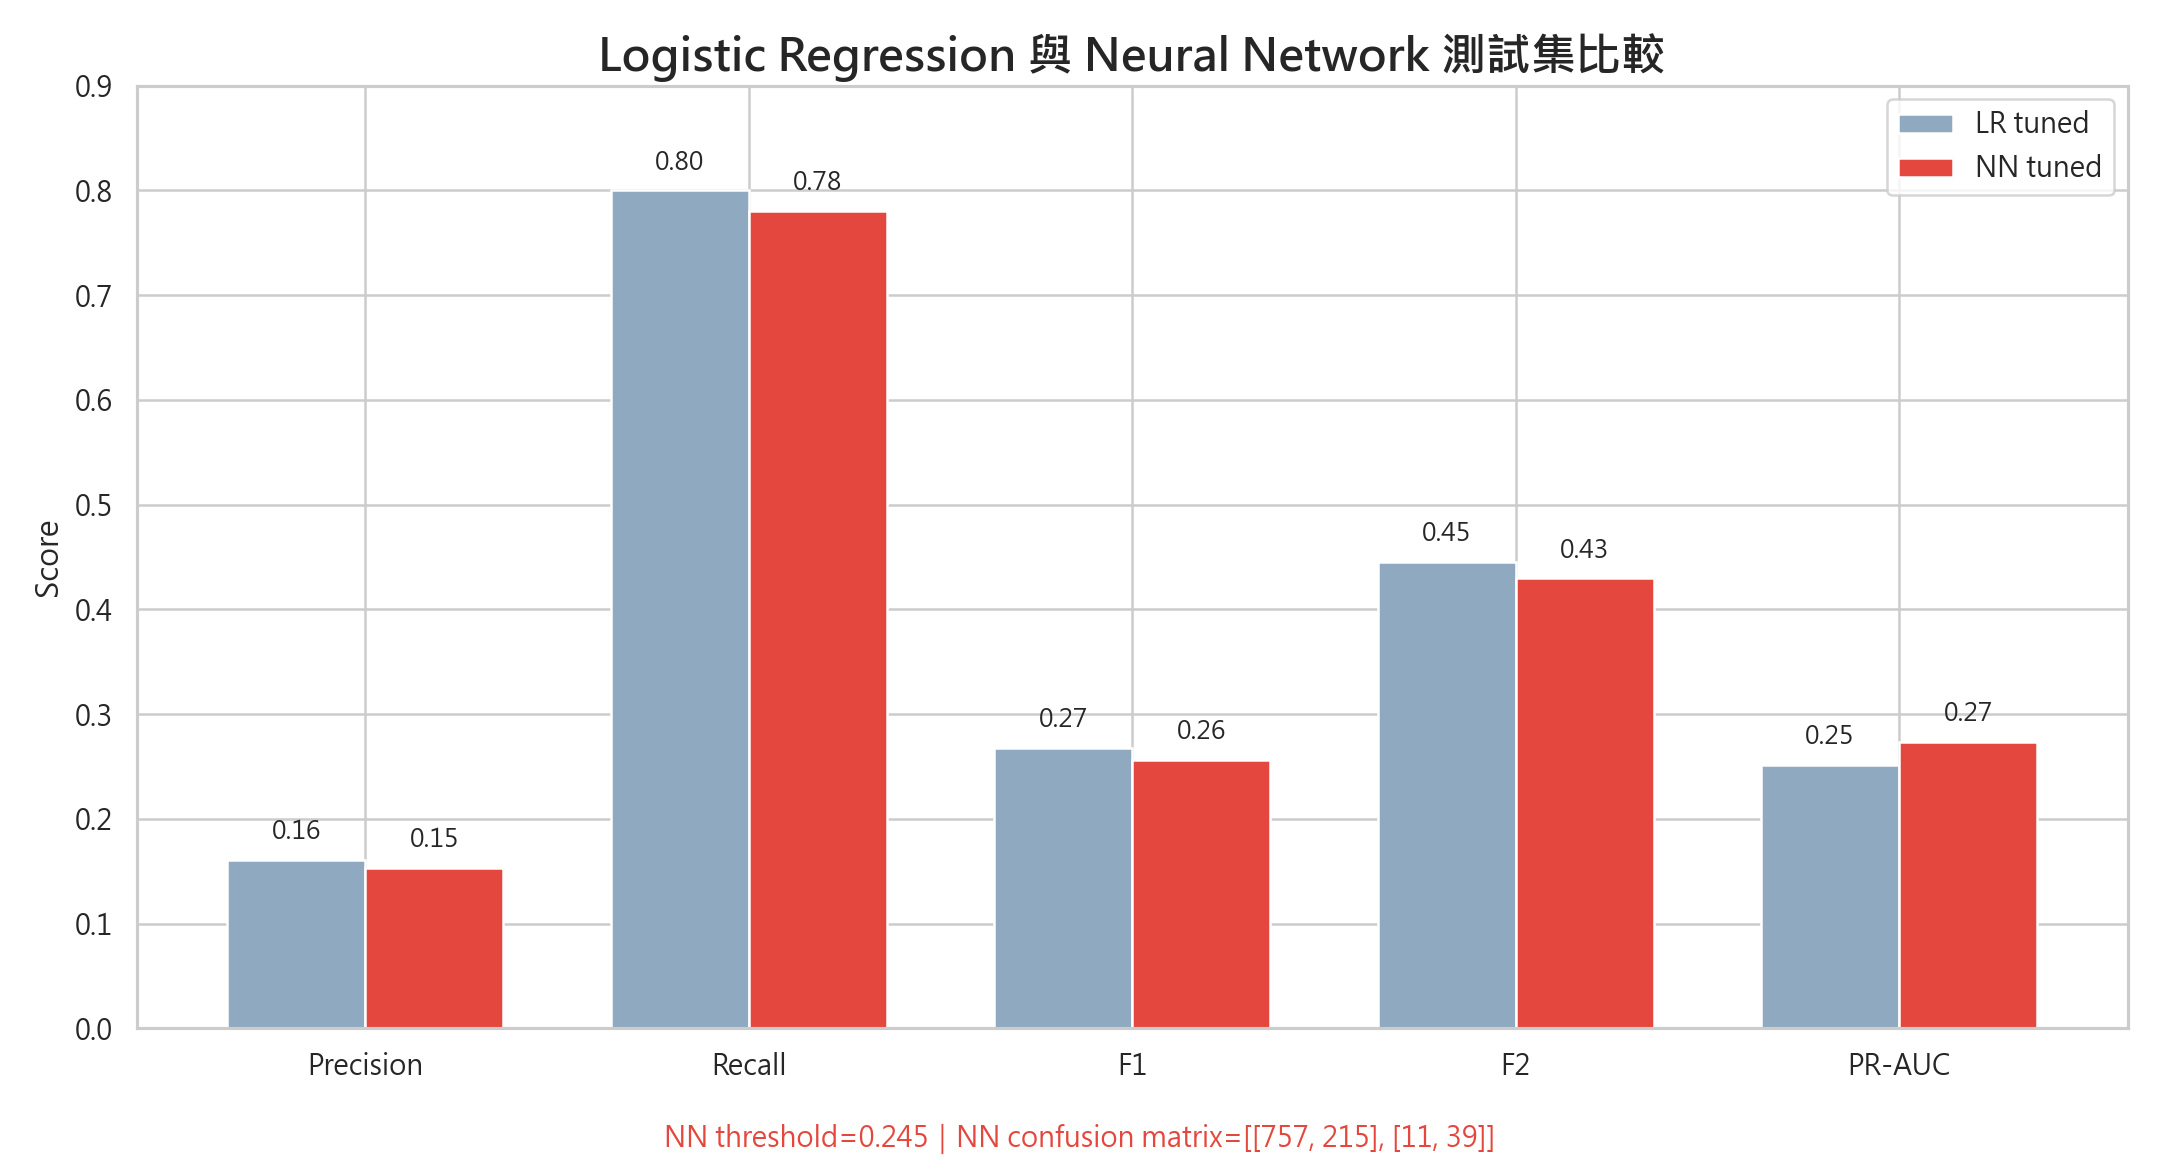 Logistic Regression 與 Neural Network 測試集比較
LR tuned
NN tuned
Score
0.9
0.8
0.7
0.6
0.5
0.4
0.3
0.2
0.1
0.0
0.16
0.15
0.80
0.78
0.27
0.26
0.45
0.43
0.25
0.27
Precision
Recall
F1
F2
PR-AUC
NN threshold=0.245 | NN confusion matrix=[[757, 215], [11, 39]]